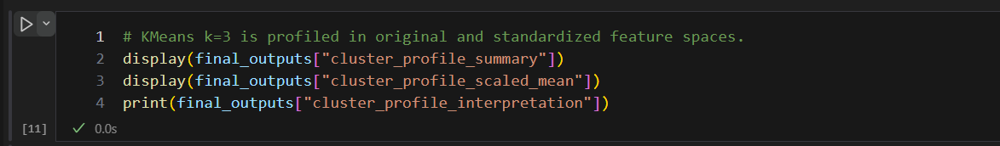 1 # KMeans k=3 is profiled in original and standardized feature spaces.
2 display(final_outputs["cluster_profile_summary"])
3 display(final_outputs["cluster_profile_scaled_mean"])
4 print(final_outputs["cluster_profile_interpretation"])
[11] ✓ 0.0s